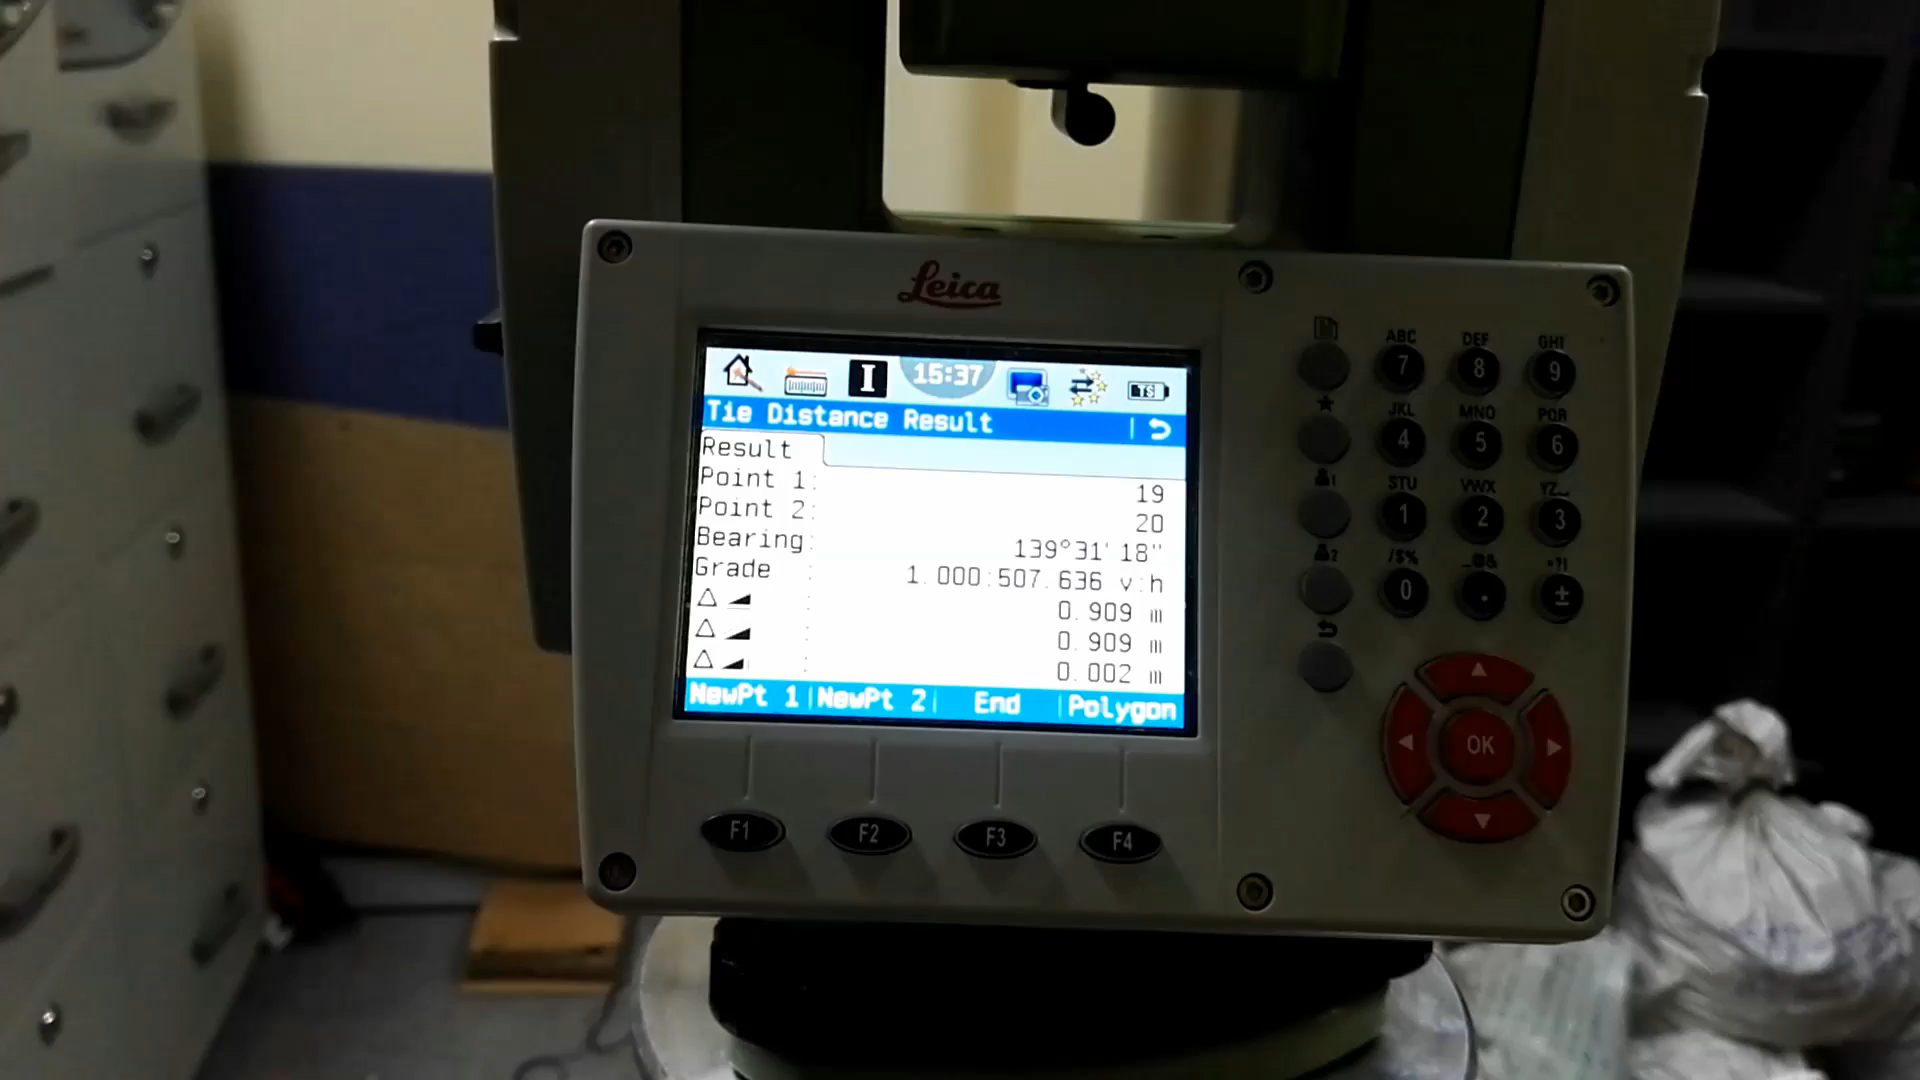 Leica
I 15:37 TS
Tie Distance Result
Result
Point 1: 19
Point 2: 20
Bearing: 139°31' 18"
Grade : 1.000:507.636 v:h
: 0.909 m
: 0.909 m
: 0.002 m
NewPt 1 NewPt 2 End Polygon
F1 F2 F3 F4
ABC DEF GHI
7 8 9
JKL MNO PQR
4 5 6
STU VWX YZ_
1 2 3
/$% _@& *?!
0 . ±
OK